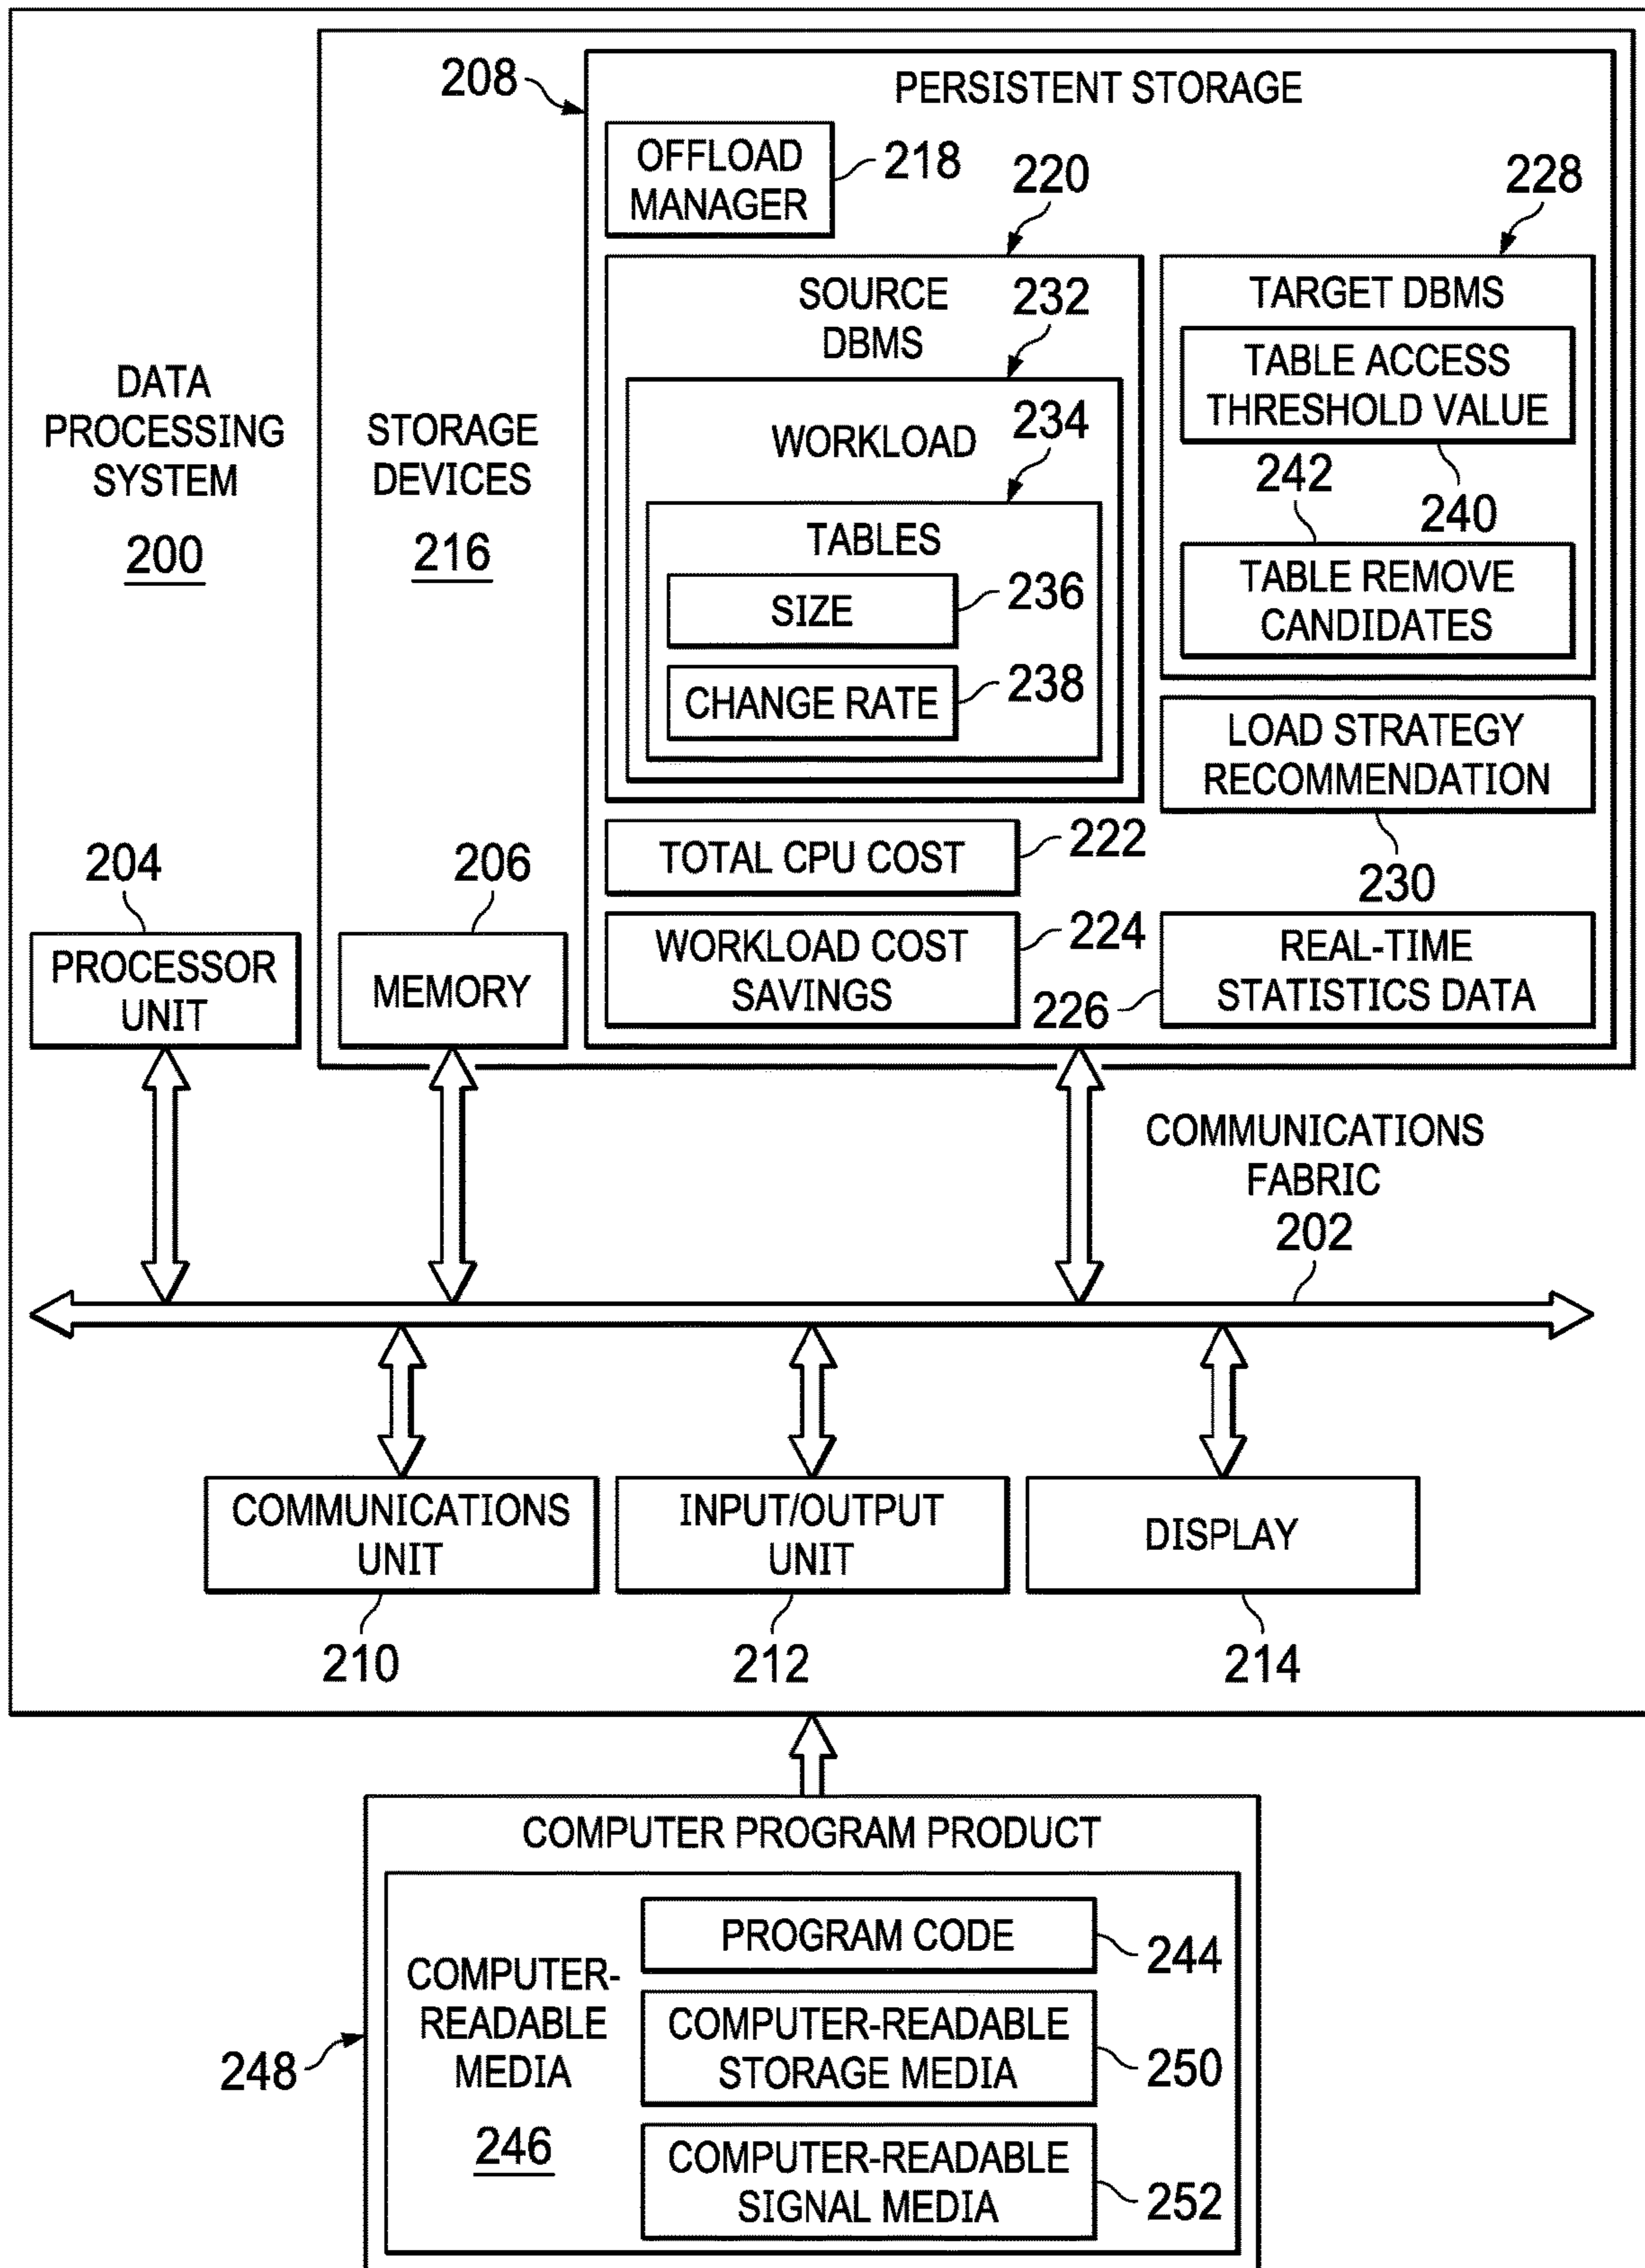 208
PERSISTENT STORAGE
OFFLOAD
MANAGER
218
220
228
SOURCE
DBMS
232
TARGET DBMS
TABLE ACCESS
THRESHOLD VALUE
240
242
TABLE REMOVE
CANDIDATES
WORKLOAD
234
TABLES
SIZE
236
CHANGE RATE
238
LOAD STRATEGY
RECOMMENDATION
230
DATA
PROCESSING
SYSTEM
200
STORAGE
DEVICES
216
TOTAL CPU COST
222
WORKLOAD COST
SAVINGS
224
226
REAL-TIME
STATISTICS DATA
204
PROCESSOR
UNIT
206
MEMORY
COMMUNICATIONS
FABRIC
202
COMMUNICATIONS
UNIT
210
INPUT/OUTPUT
UNIT
212
DISPLAY
214
COMPUTER PROGRAM PRODUCT
248
COMPUTER-
READABLE
MEDIA
246
PROGRAM CODE
244
COMPUTER-READABLE
STORAGE MEDIA
250
COMPUTER-READABLE
SIGNAL MEDIA
252